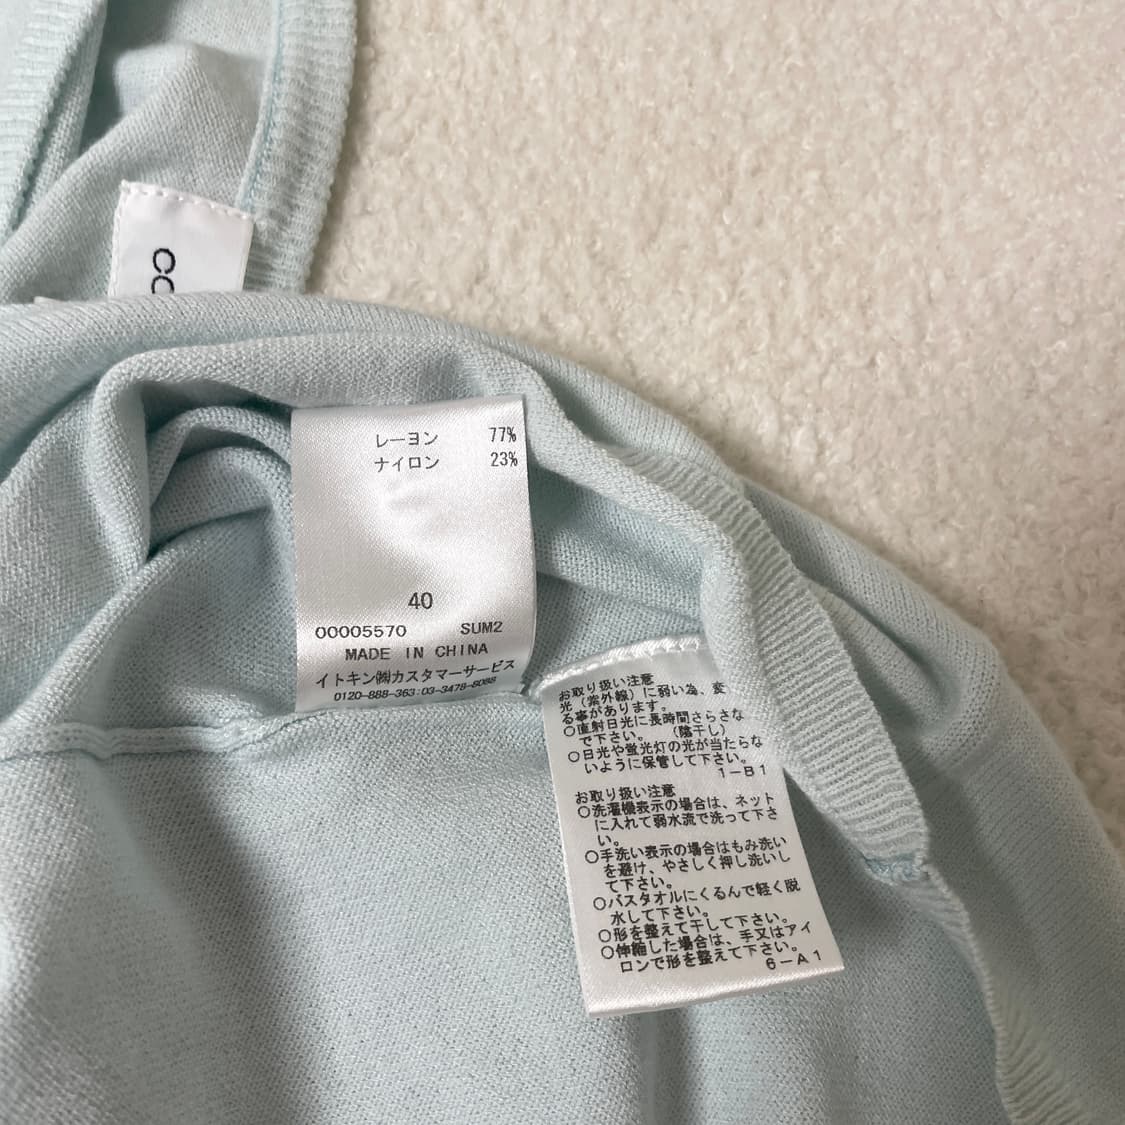 CC
レーヨン 77%
ナイロン 23%
40
00005570 SUM2
MADE IN CHINA
イトキン㈱カスタマーサービス
0120-888-363:03-3478-8088
お取り扱い注意
光（紫外線）に弱い為、変
る事があります。
○直射日光に長時間さらさな
で下さい。 （陰干し）
○日光や蛍光灯の光が当たらな
いように保管して下さい。
1－B1
お取り扱い注意
○洗濯機表示の場合は、ネット
に入れて弱水流で洗って下さ
い。
○手洗い表示の場合はもみ洗い
を避け、やさしく押し洗いし
て下さい。
○バスタオルにくるんで軽く脱
水して下さい。
○形を整えて干して下さい。
○伸縮した場合は、手又はアイ
ロンで形を整えて下さい。
6－A1